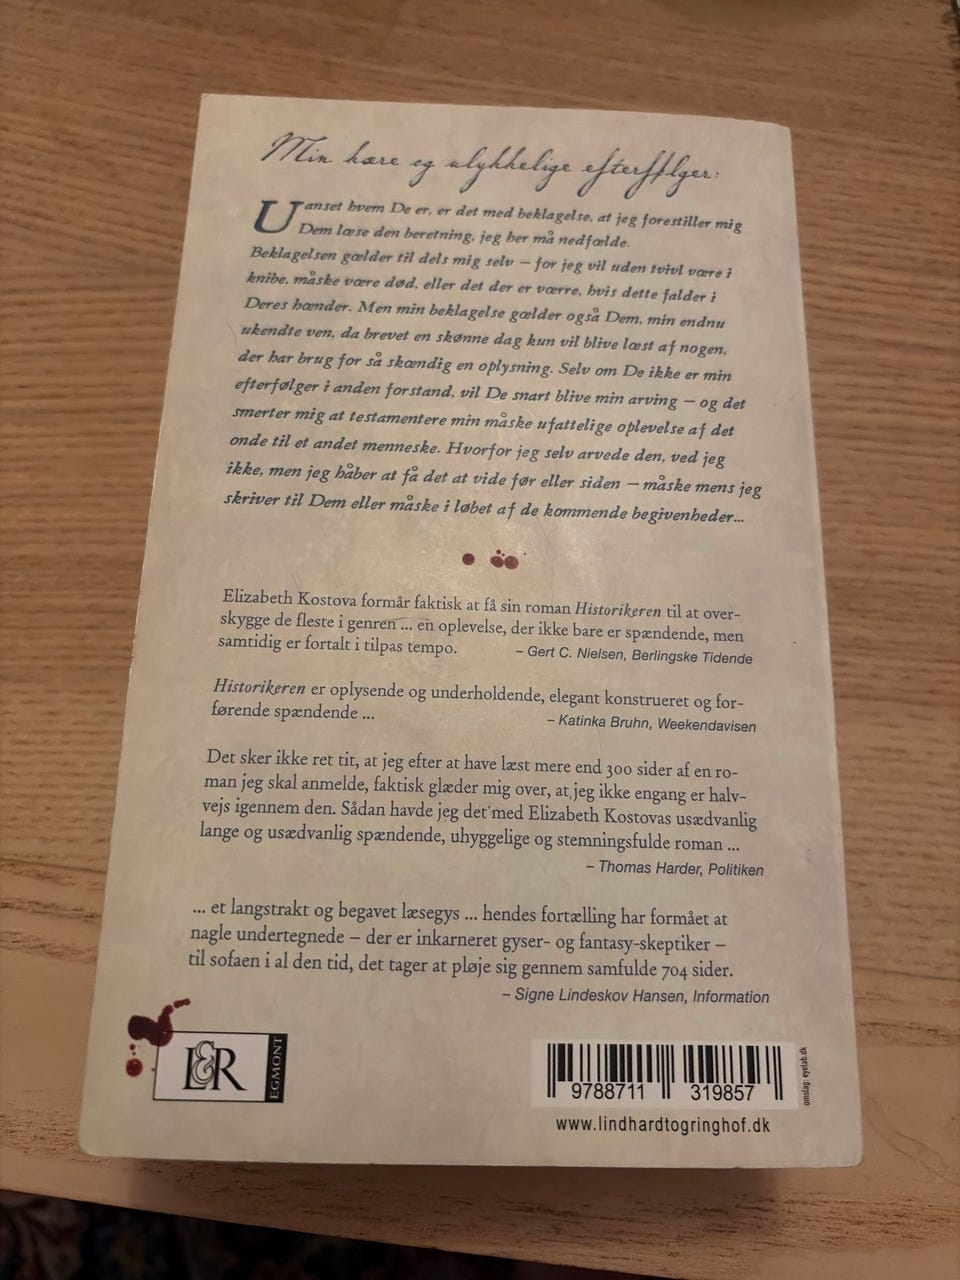 Min kære og ulykkelige efterfølger:
Uanset hvem De er, er det med beklagelse, at jeg forestiller mig
Dem læse den beretning, jeg her må nedfælde.
Beklagelsen gælder til dels mig selv – for jeg vil uden tvivl være i
knibe, måske være død, eller det der er værre, hvis dette falder i
Deres hænder. Men min beklagelse gælder også Dem, min endnu
ukendte ven, da brevet en skønne dag kun vil blive læst af nogen,
der har brug for så skændig en oplysning. Selv om De ikke er min
efterfølger i anden forstand, vil De snart blive min arving – og det
smerter mig at testamentere min måske ufattelige oplevelse af det
onde til et andet menneske. Hvorfor jeg selv arvede den, ved jeg
ikke, men jeg håber at få det at vide før eller siden – måske mens jeg
skriver til Dem eller måske i løbet af de kommende begivenheder...
Elizabeth Kostova formår faktisk at få sin roman Historikeren til at over-
skygge de fleste i genren ... en oplevelse, der ikke bare er spændende, men
samtidig er fortalt i tilpas tempo. – Gert C. Nielsen, Berlingske Tidende
Historikeren er oplysende og underholdende, elegant konstrueret og for-
førende spændende ... – Katinka Bruhn, Weekendavisen
Det sker ikke ret tit, at jeg efter at have læst mere end 300 sider af en ro-
man jeg skal anmelde, faktisk glæder mig over, at jeg ikke engang er halv-
vejs igennem den. Sådan havde jeg det med Elizabeth Kostovas usædvanlig
lange og usædvanlig spændende, uhyggelige og stemningsfulde roman ...
– Thomas Harder, Politiken
... et langstrakt og begavet læsegys ... hendes fortælling har formået at
nagle undertegnede – der er inkarneret gyser- og fantasy-skeptiker –
til sofaen i al den tid, det tager at pløje sig gennem samfulde 704 sider.
– Signe Lindeskov Hansen, Information
L&R
EGMONT
9788711 319857
omslag: eyelab.dk
www.lindhardtogringhof.dk